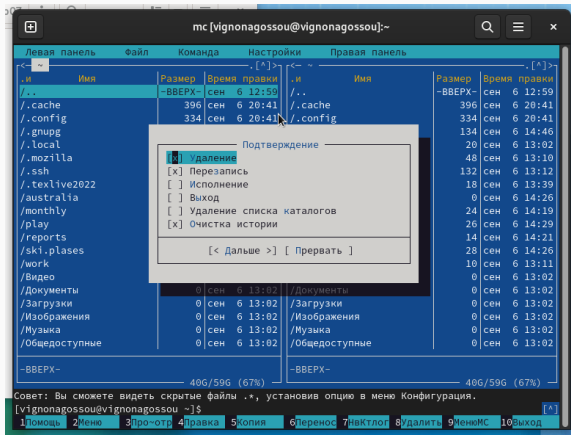 mc [vignonagossou@vignonagossou]:~
Левая панель Файл Команда Настройки Правая панель
<— ~ .[^]> <— ~ .[^]>
.и Имя Размер Время правки .и Имя Размер Время правки
/.. -ВВЕРХ- сен 6 12:59 /.. -ВВЕРХ- сен 6 12:59
/.cache 396 сен 6 20:41 /.cache 396 сен 6 20:41
/.config 334 сен 6 20:41 /.config 334 сен 6 20:41
/.gnupg 134 сен 6 14:46
/.local 20 сен 6 13:02
/.mozilla 48 сен 6 13:10
/.ssh 132 сен 6 13:12
/.texlive2022 18 сен 6 13:39
/australia 0 сен 6 14:26
/monthly 24 сен 6 14:19
/play 26 сен 6 14:29
/reports 14 сен 6 14:21
/ski.plases 28 сен 6 14:26
/work 10 сен 6 13:11
Подтверждение
[x] Удаление
[x] Перезапись
[ ] Исполнение
[ ] Выход
[ ] Удаление списка каталогов
[x] Очистка истории
[< Дальше >] [ Прервать ]
/Видео 0 сен 6 13:02 0 сен 6 13:02
/Документы 0 сен 6 13:02 /Документы 0 сен 6 13:02
/Загрузки 0 сен 6 13:02 /Загрузки 0 сен 6 13:02
/Изображения 0 сен 6 13:02 /Изображения 0 сен 6 13:02
/Музыка 0 сен 6 13:02 /Музыка 0 сен 6 13:02
/Общедоступные 0 сен 6 13:02 /Общедоступные 0 сен 6 13:02
-ВВЕРХ- -ВВЕРХ-
40G/59G (67%) 40G/59G (67%)
Совет: Вы сможете видеть скрытые файлы .*, установив опцию в меню Конфигурация.
[vignonagossou@vignonagossou ~]$ [^]
1Помощь 2Меню 3Про~отр 4Правка 5Копия 6Перенос 7НвКтлог 8Удалить 9МенюМС 10Выход